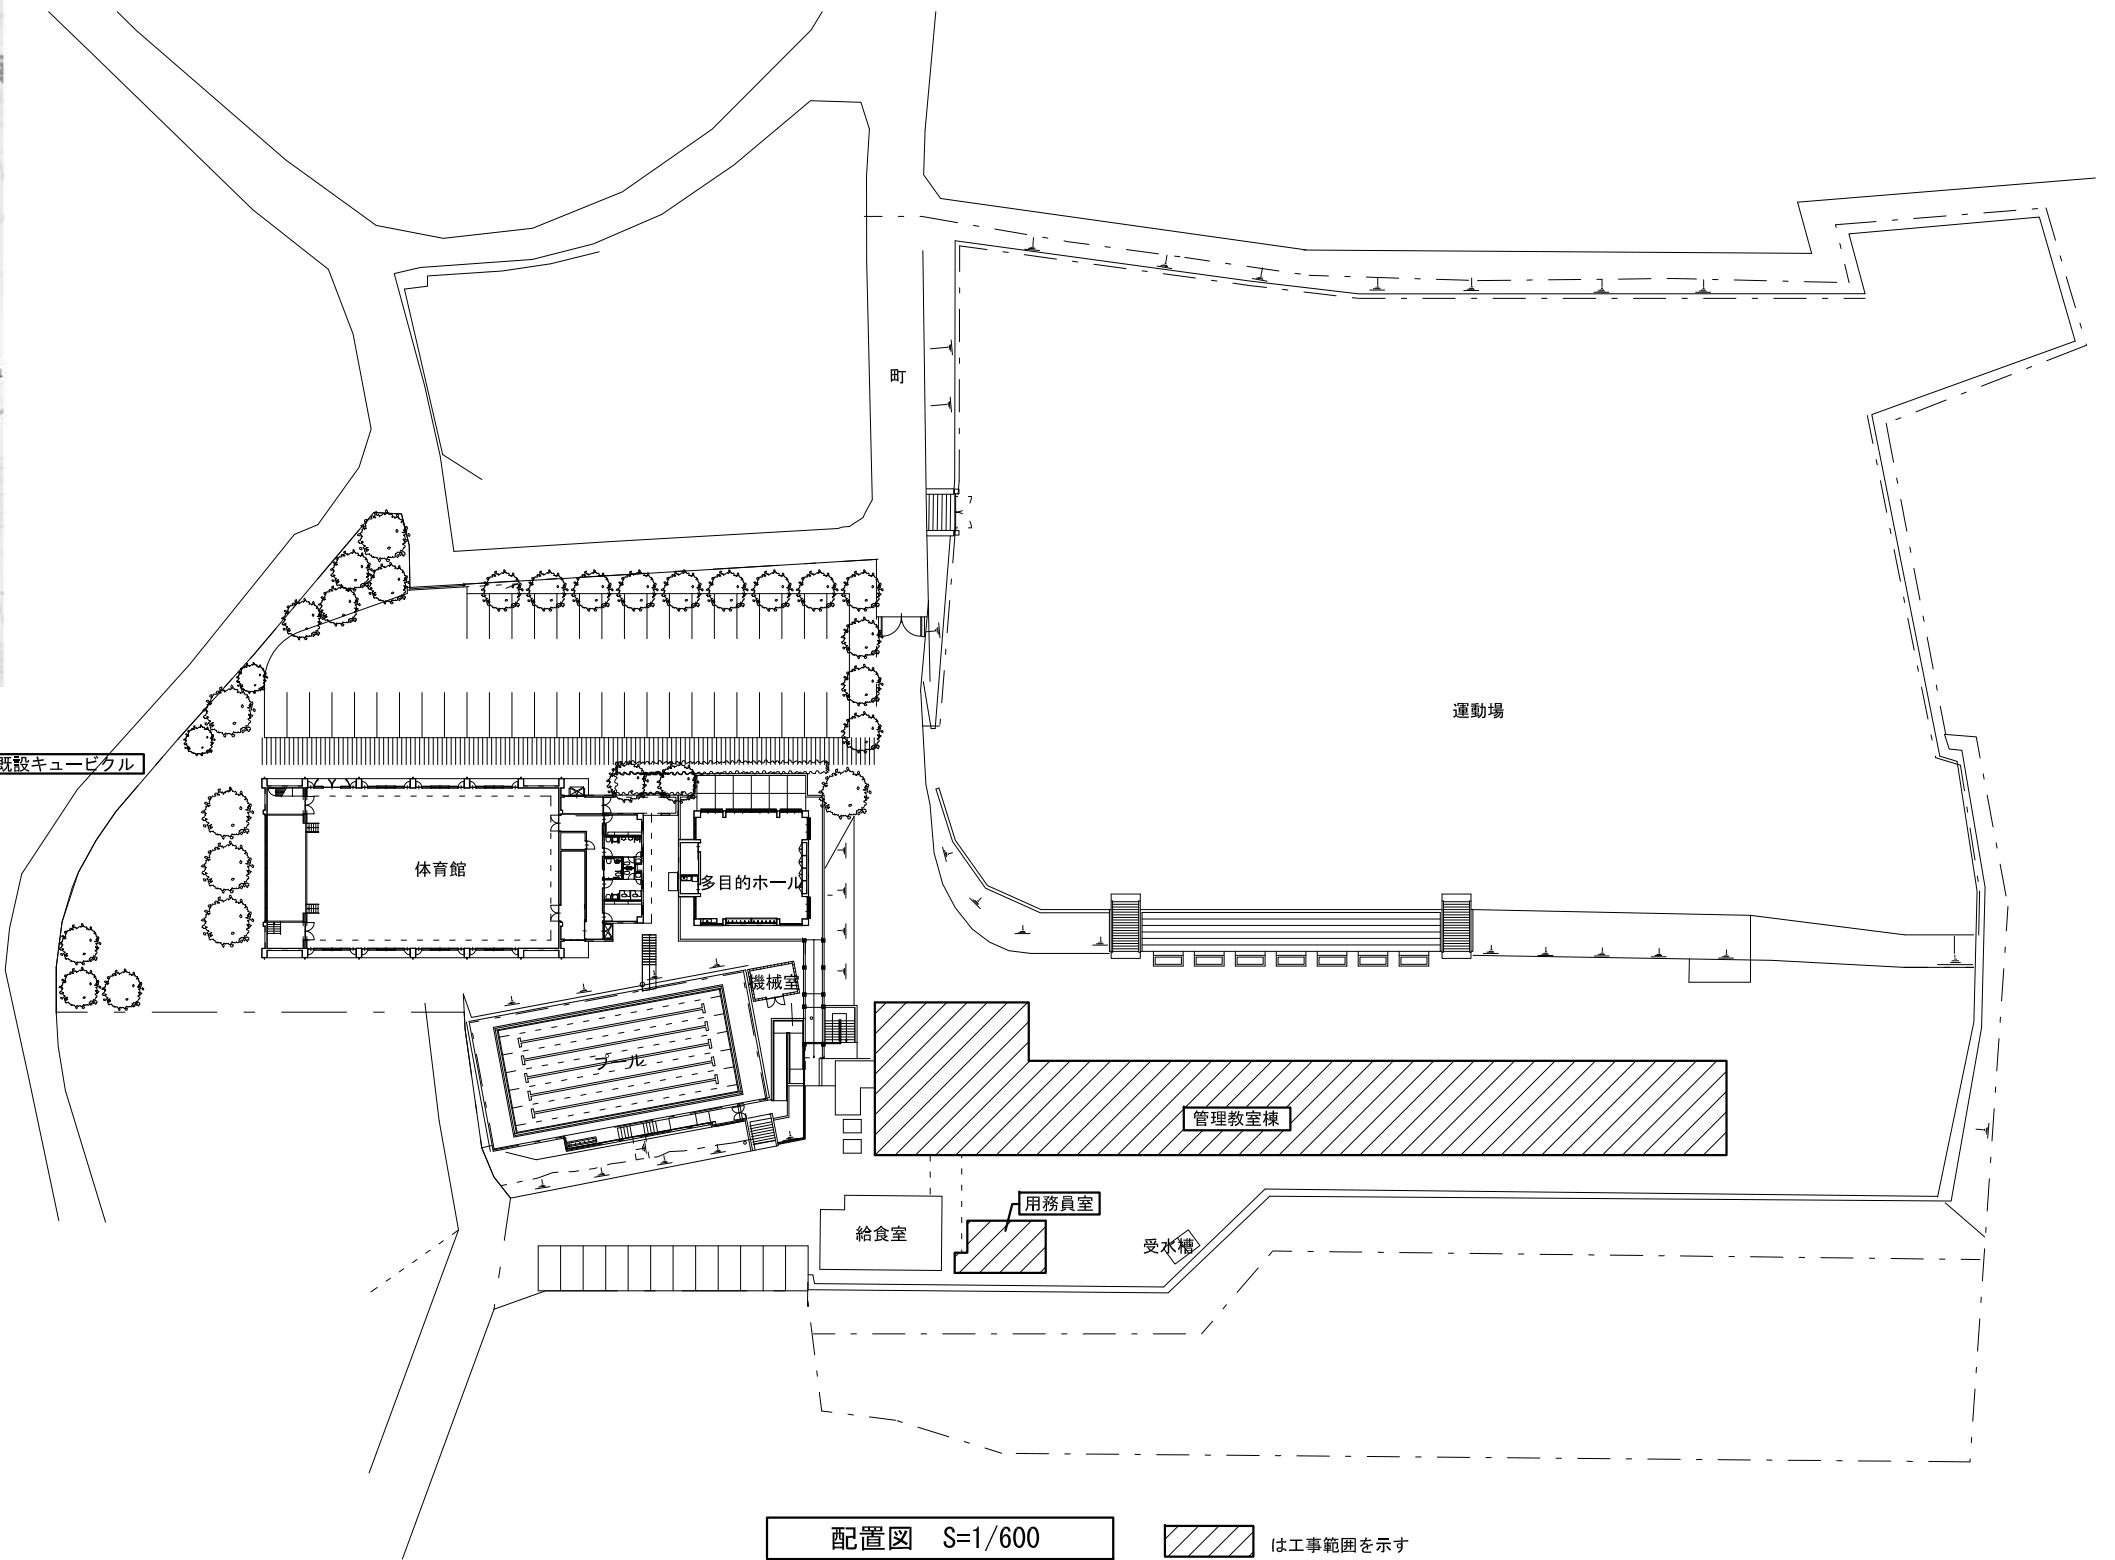 町
運動場
既設キュービクル
体育館
多目的ホール
機械室
プール
管理教室棟
用務員室
給食室
受水槽
配置図 S=1/600
は工事範囲を示す